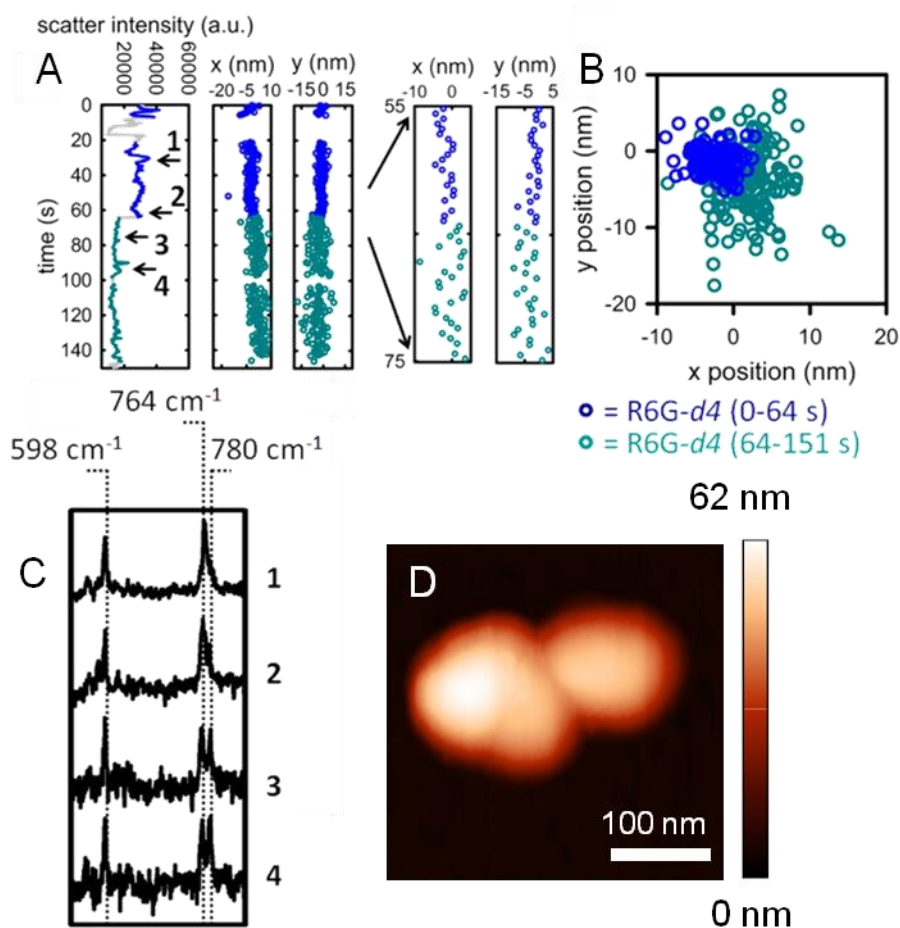 scatter intensity (a.u.)
20000
40000
60000
A
x (nm)
y (nm)
x (nm)
y (nm)
B
-20 -5 10
-15 0 15
-10 0
-15 -5 5
0
20
40
60
80
100
120
140
time (s)
1
2
3
4
55
75
10
0
-10
-20
y position (nm)
-10 0 10 20
x position (nm)
= R6G-d4 (0-64 s)
= R6G-d4 (64-151 s)
764 cm-1
598 cm-1
780 cm-1
C
1
2
3
4
D
100 nm
62 nm
0 nm